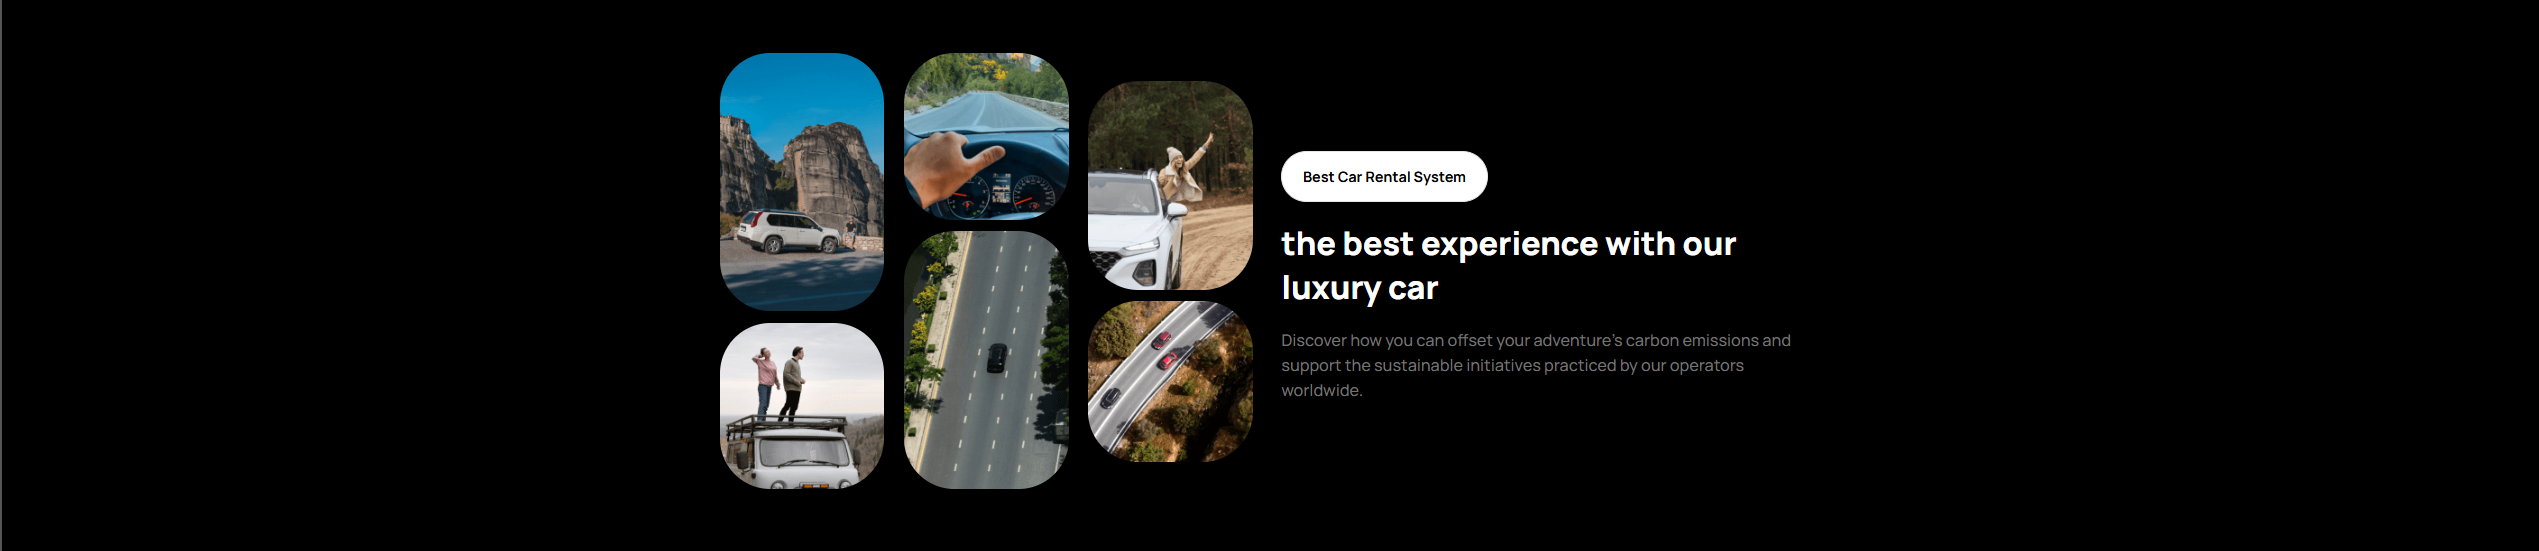 Best Car Rental System
the best experience with our
luxury car
Discover how you can offset your adventure's carbon emissions and
support the sustainable initiatives practiced by our operators
worldwide.